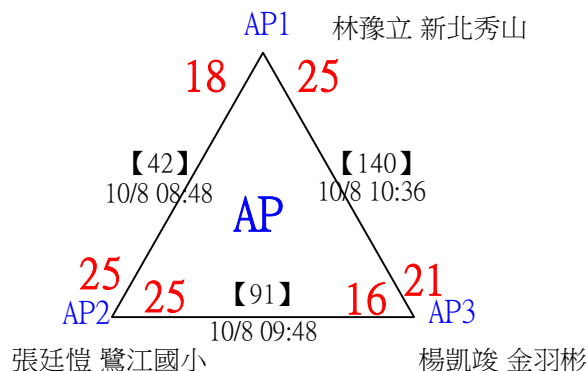 AP1 林豫立 新北秀山
18 25
【42】 【140】
10/8 08:48 10/8 10:36
AP
25 25 【91】 16 21
AP2 AP3
10/8 09:48
張廷愷 鷺江國小 楊凱竣 金羽彬